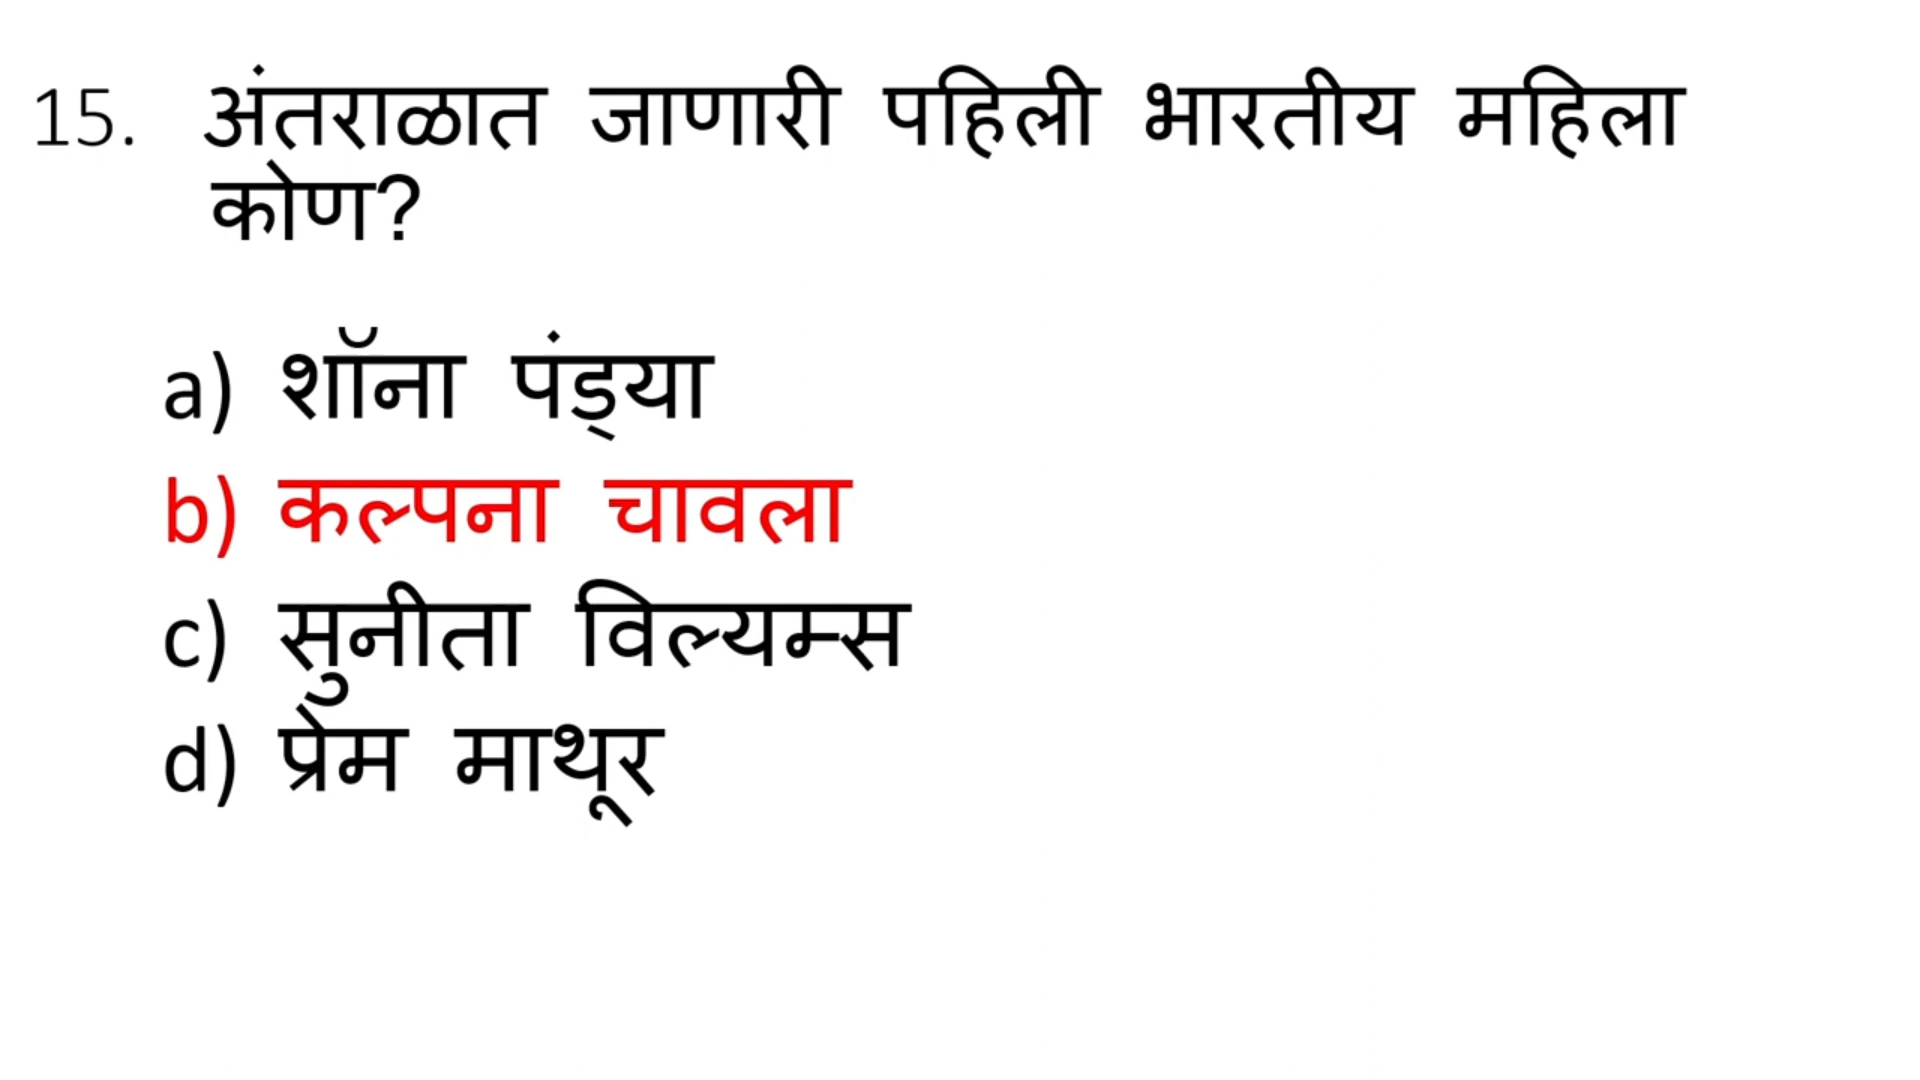 15. अंतराळात जाणारी पहिली भारतीय महिला
कोण?
a) शॉना पंड्या
b) कल्पना चावला
c) सुनीता विल्यम्स
d) प्रेम माथूर